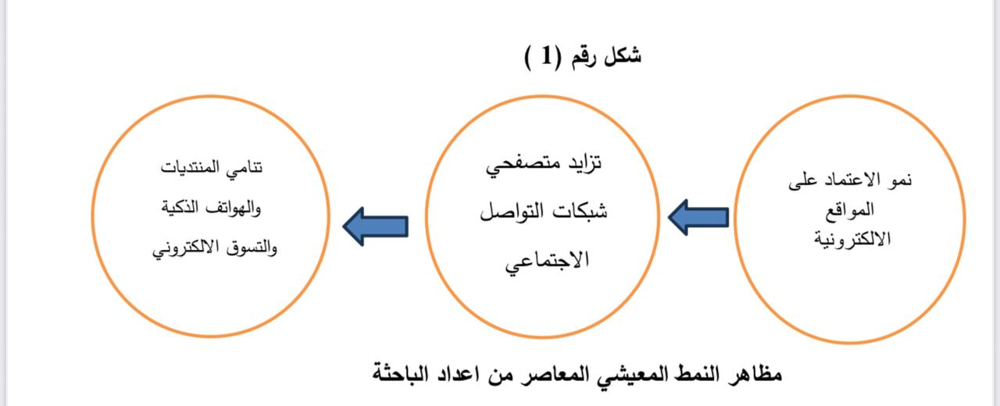 شكل رقم (1 )
نمو الاعتماد على
المواقع
الالكترونية
تزايد متصفحي
شبكات التواصل
الاجتماعي
تنامي المنتديات
والهواتف الذكية
والتسوق الالكتروني
مظاهر النمط المعيشي المعاصر من اعداد الباحثة